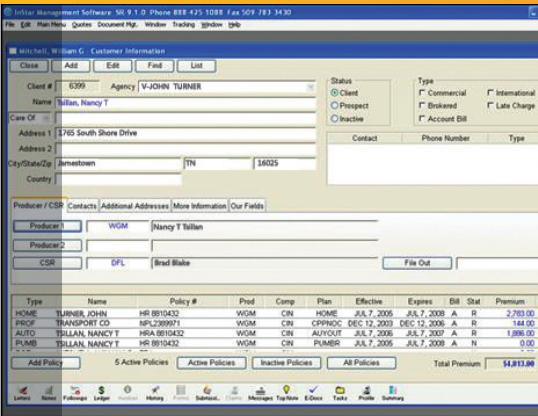 InStar Management Software SR-9.1.0 Phone 888 425 1088 Fax 509 783 3430
File Edit Main Menu Quotes Document Mgt. Window Tracking Window Help
Mitchell, William G - Customer Information
Close Add Edit Find List
Client # 6399 Agency V-JOHN TURNER
Status
Client
Prospect
Inactive
Type
Commercial International
Brokered Late Charge
Account Bill
Name Tsillan, Nancy T
Care Of
Address 1 1765 South Shore Drive
Address 2
City/State/Zip Jamestown TN 16025
Country
Contact Phone Number Type
Producer / CSR Contacts Additional Addresses More Information Our Fields
Producer 1 WGM Nancy T Tsillan
Producer 2
CSR DFL Brad Blake File Out
Type Name Policy # Prod Comp Plan Effective Expires Bill Stat Premium
HOME TURNER, JOHN HR 8810432 WGM CIN HOME JUL 7, 2005 JUL 7, 2008 A R 2,783.00
PROF TRANSPORT CO NPL2389971 WGM CIN CPPNOC DEC 12, 2003 DEC 12, 2006 A R 144.00
AUTO TSILLAN, NANCY T HRA 8810432 WGM CIN AUYOUT JUL 7, 2006 JUL 7, 2007 A R 1,886.00
PUMB TSILLAN, NANCY T HR 8810432 WGM CIN PUMBR JUL 7, 2005 JUL 7, 2008 A N 0.00
Add Policy 5 Active Policies Active Policies Inactive Policies All Policies Total Premium $4,813.00
Letters Notes Followups Ledger Invoices History Forms Submissi... Claims Messages Top Note E-Docs Tasks Profile Summary